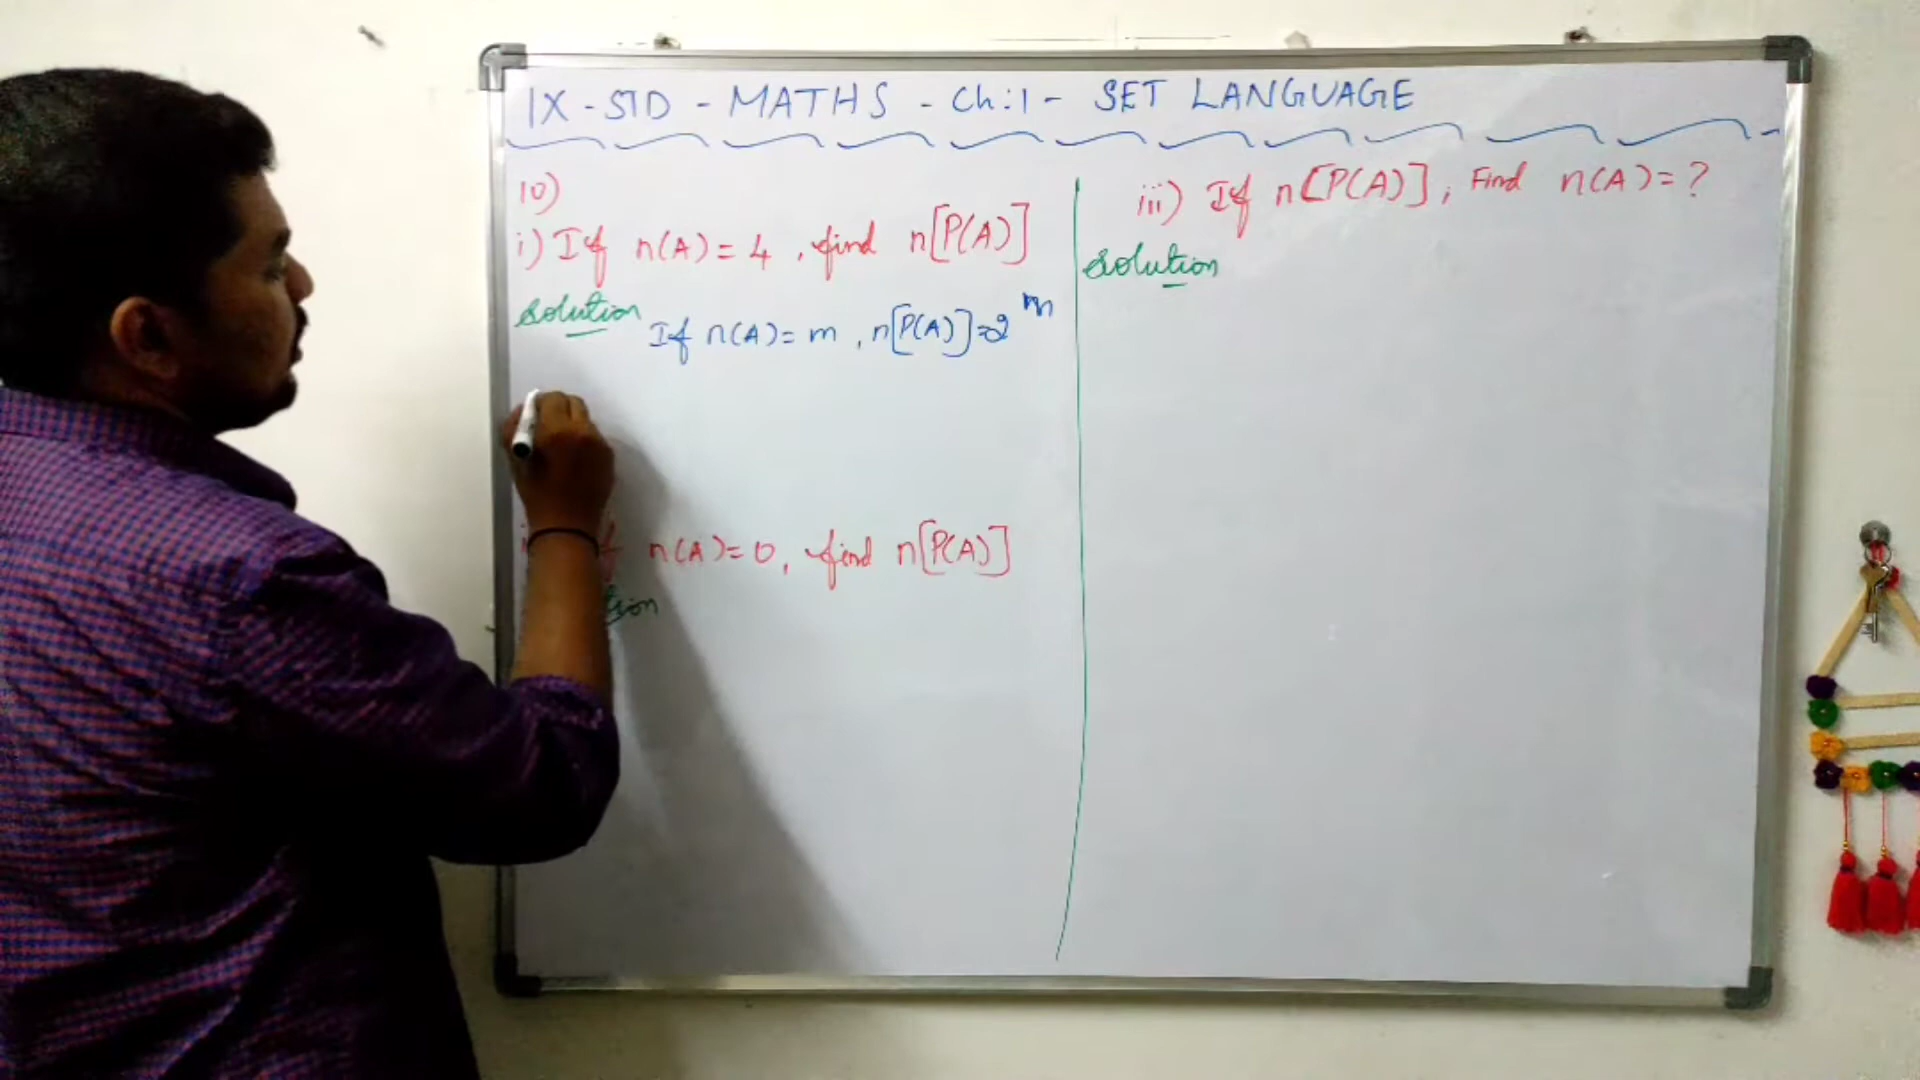 IX - STD - MATHS - Ch:1 - SET LANGUAGE
10)
i) If n(A) = 4, find n[P(A)]
Solution
If n(A) = m, n[P(A)] = 2^m
n(A) = 0, find n[P(A)]
iii) If n[P(A)], Find n(A) = ?
Solution